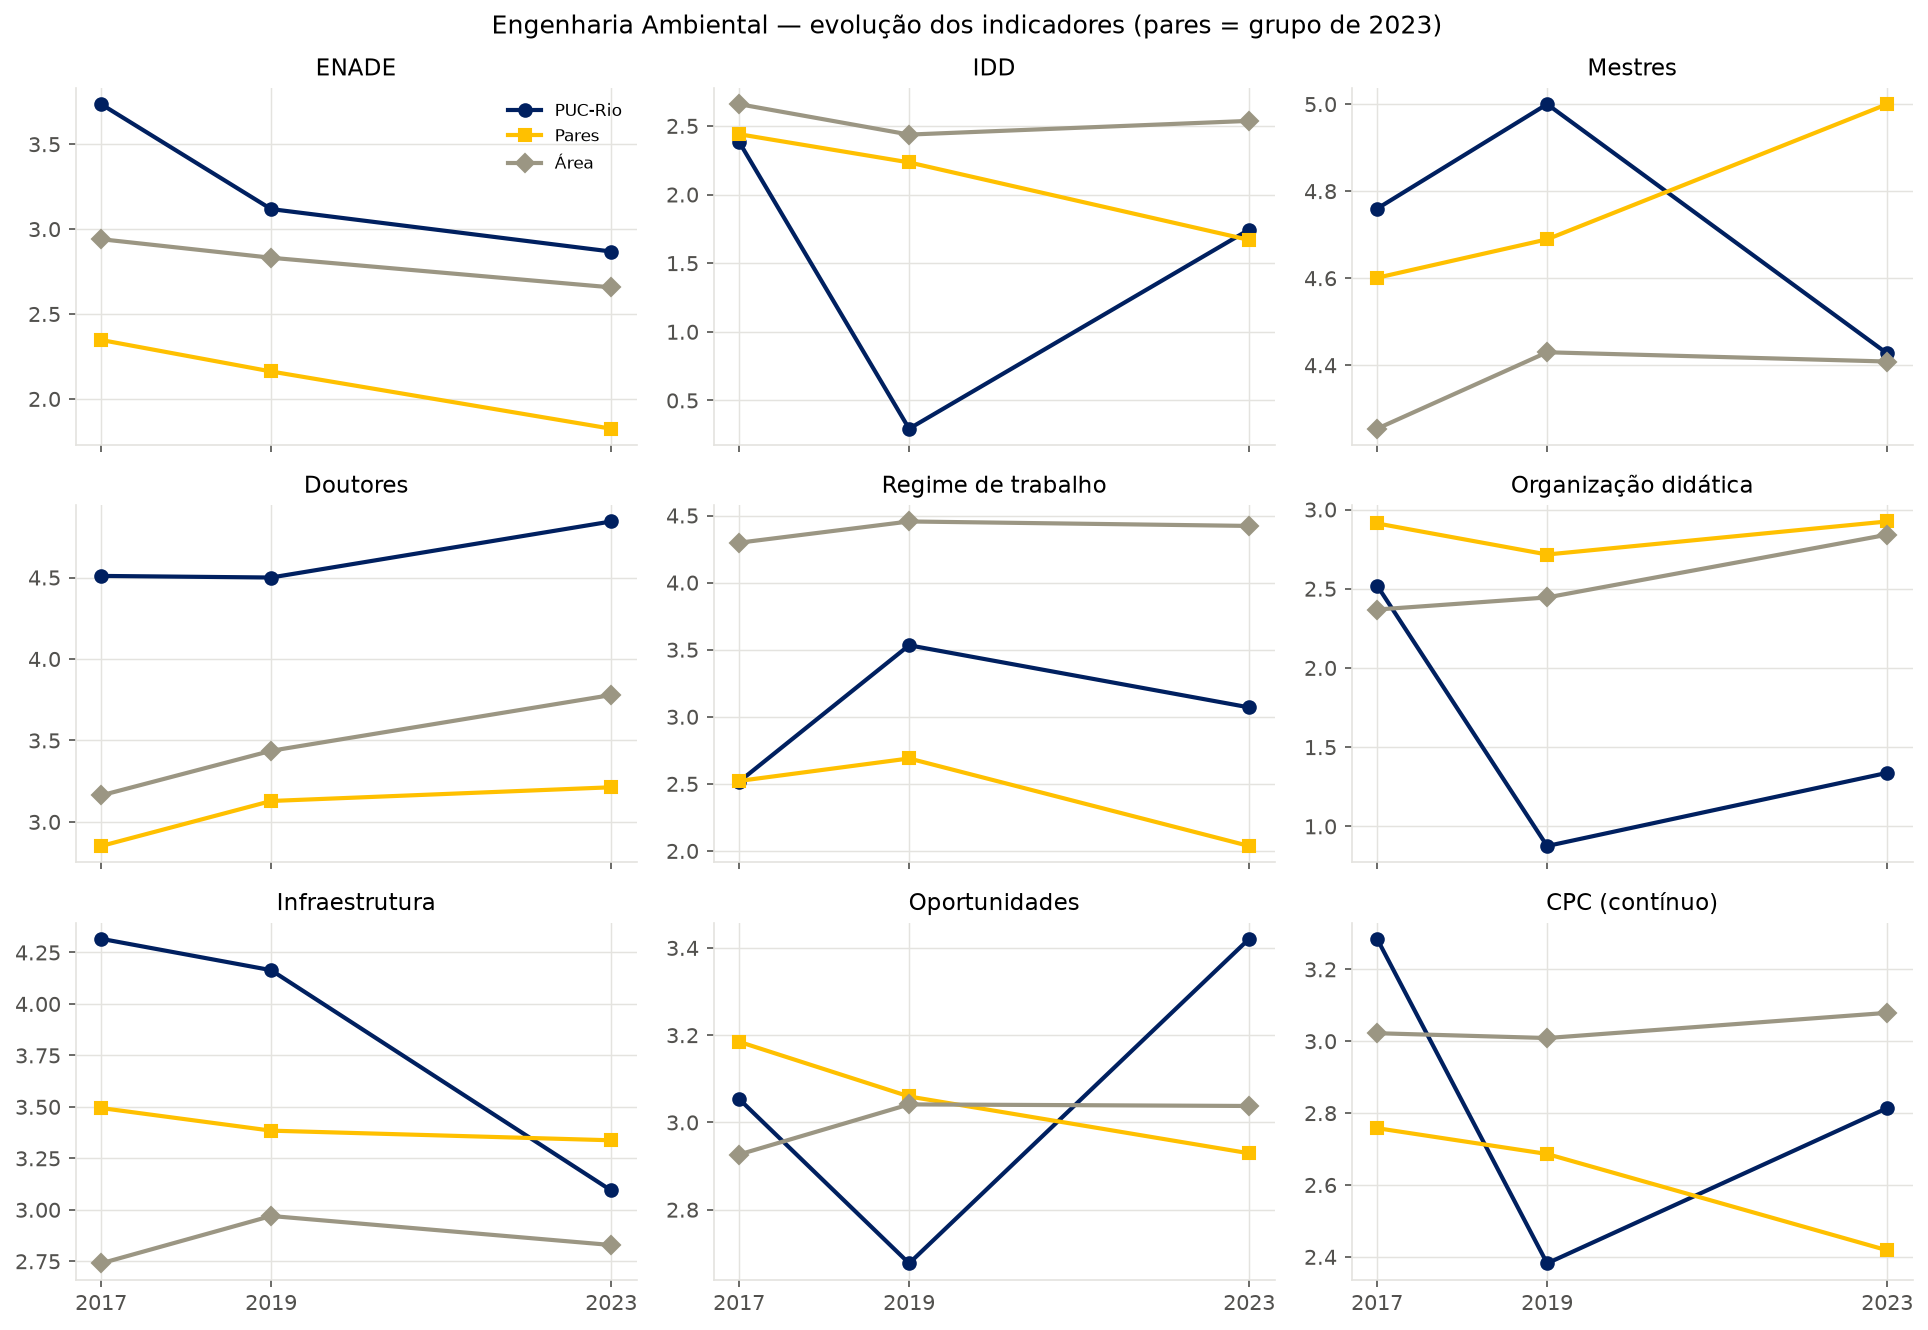 Engenharia Ambiental — evolução dos indicadores (pares = grupo de 2023)
ENADE
3.5
3.0
2.5
2.0
PUC-Rio
Pares
Área
IDD
2.5
2.0
1.5
1.0
0.5
Mestres
5.0
4.8
4.6
4.4
Doutores
4.5
4.0
3.5
3.0
Regime de trabalho
4.5
4.0
3.5
3.0
2.5
2.0
Organização didática
3.0
2.5
2.0
1.5
1.0
Infraestrutura
4.25
4.00
3.75
3.50
3.25
3.00
2.75
2017 2019 2023
Oportunidades
3.4
3.2
3.0
2.8
2017 2019 2023
CPC (contínuo)
3.2
3.0
2.8
2.6
2.4
2017 2019 2023